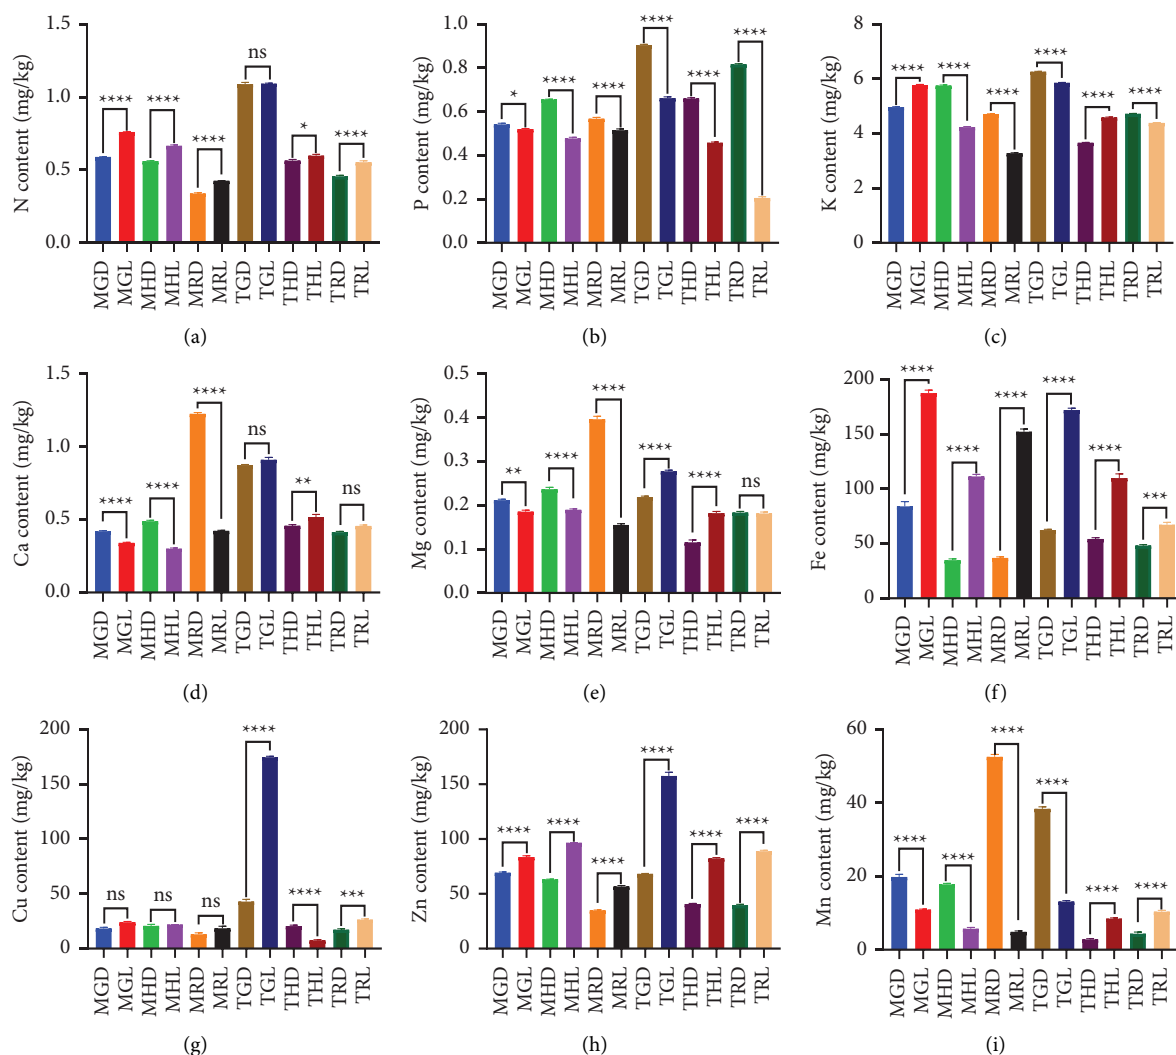 N content (mg/kg)
1.5
1.0
0.5
0.0
**** **** **** ns * ****
MGD MGL MHD MHL MRD MRL TGD TGL THD THL TRD TRL
(a)
P content (mg/kg)
1.0
0.8
0.6
0.4
0.2
0.0
* **** **** **** **** ****
MGD MGL MHD MHL MRD MRL TGD TGL THD THL TRD TRL
(b)
K content (mg/kg)
8
6
4
2
0
**** **** **** **** **** ****
MGD MGL MHD MHL MRD MRL TGD TGL THD THL TRD TRL
(c)
Ca content (mg/kg)
1.5
1.0
0.5
0.0
**** **** **** ns ** ns
MGD MGL MHD MHL MRD MRL TGD TGL THD THL TRD TRL
(d)
Mg content (mg/kg)
0.5
0.4
0.3
0.2
0.1
0.0
** **** **** **** **** ns
MGD MGL MHD MHL MRD MRL TGD TGL THD THL TRD TRL
(e)
Fe content (mg/kg)
200
150
100
50
0
**** **** **** **** **** ***
MGD MGL MHD MHL MRD MRL TGD TGL THD THL TRD TRL
(f)
Cu content (mg/kg)
200
150
100
50
0
ns ns ns **** **** ***
MGD MGL MHD MHL MRD MRL TGD TGL THD THL TRD TRL
(g)
Zn content (mg/kg)
200
150
100
50
0
**** **** **** **** **** ****
MGD MGL MHD MHL MRD MRL TGD TGL THD THL TRD TRL
(h)
Mn content (mg/kg)
60
40
20
0
**** **** **** **** **** ****
MGD MGL MHD MHL MRD MRL TGD TGL THD THL TRD TRL
(i)